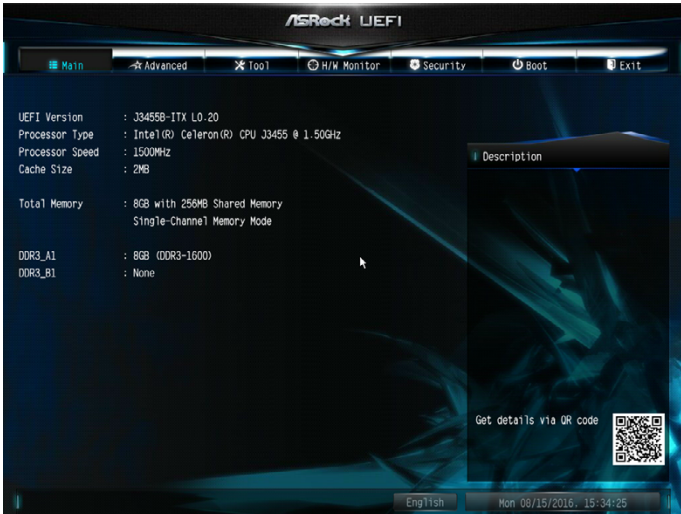 ASRock UEFI
Main Advanced Tool H/W Monitor Security Boot Exit
UEFI Version : J3455B-ITX L0.20
Processor Type : Intel(R) Celeron(R) CPU J3455 @ 1.50GHz
Processor Speed : 1500MHz
Cache Size : 2MB
Total Memory : 8GB with 256MB Shared Memory
Single-Channel Memory Mode
DDR3_A1 : 8GB (DDR3-1600)
DDR3_B1 : None
Description
Get details via QR code
English Mon 08/15/2016. 15:34:25